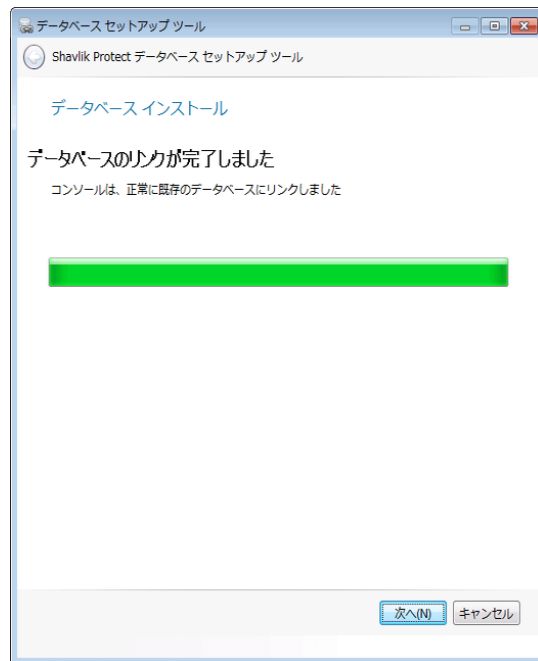 データベース セットアップ ツール
Shavlik Protect データベース セットアップ ツール
データベース インストール
データベースのリンクが完了しました
コンソールは、正常に既存のデータベースにリンクしました
次へ(N)
キャンセル